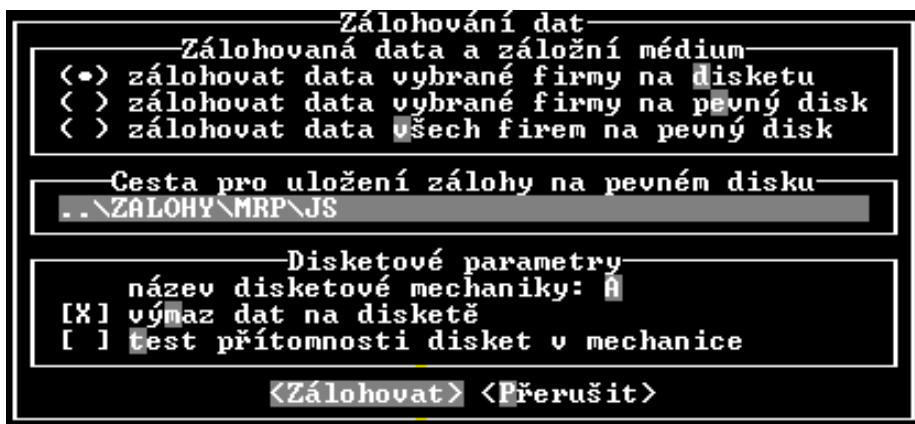 Zálohování dat
Zálohovaná data a záložní médium
(•) zálohovat data vybrané firmy na disketu
( ) zálohovat data vybrané firmy na pevný disk
( ) zálohovat data všech firem na pevný disk
Cesta pro uložení zálohy na pevném disku
..\ZALOHY\MRP\JS
Disketové parametry
název disketové mechaniky: A
[X] výmaz dat na disketě
[ ] test přítomnosti disket v mechanice
<Zálohovat> <Přerušit>